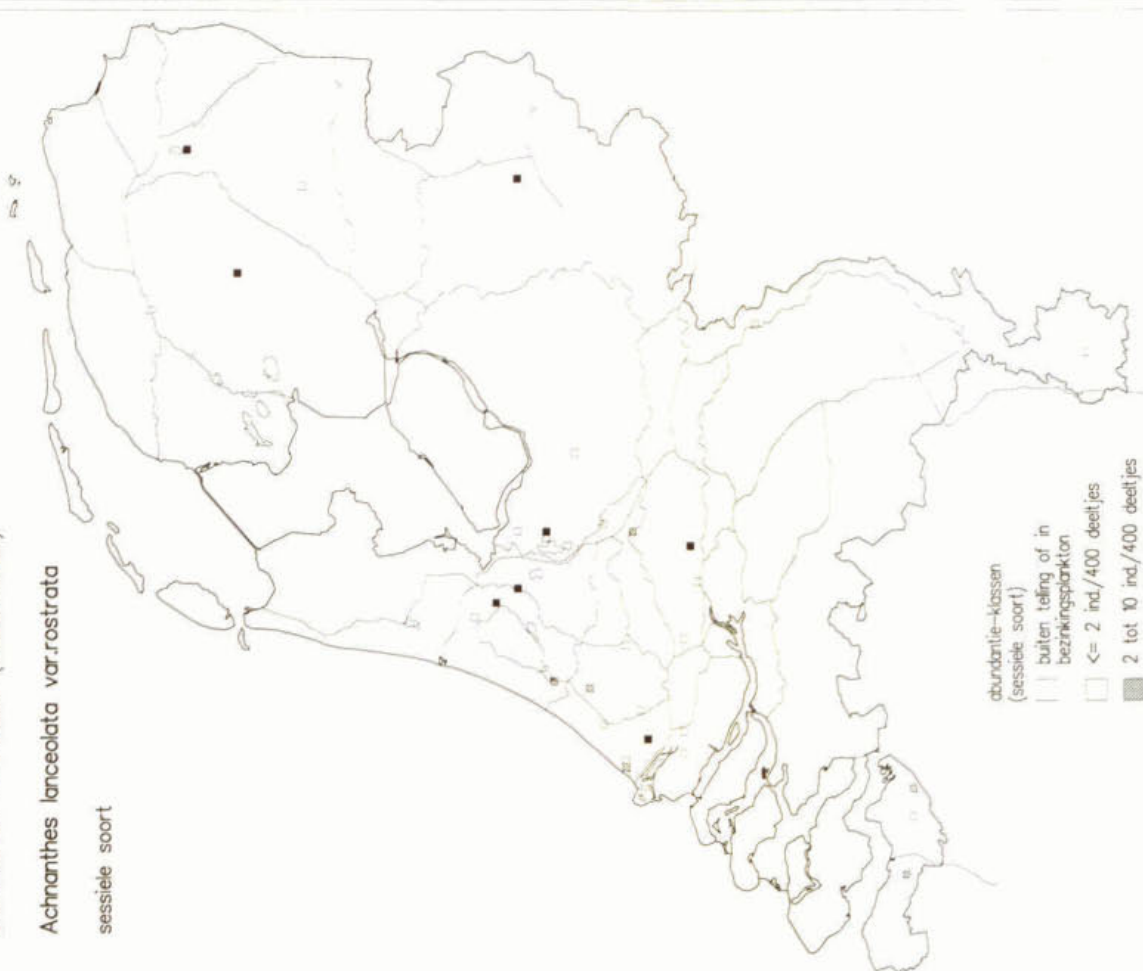 Achnanthes lanceolata var.rostrata
sessiele soort
abundantie-klassen
(sessiele soort)
buiten telling of in
bezinkingsplankton
<= 2 ind./400 deeltjes
2 tot 10 ind./400 deeltjes